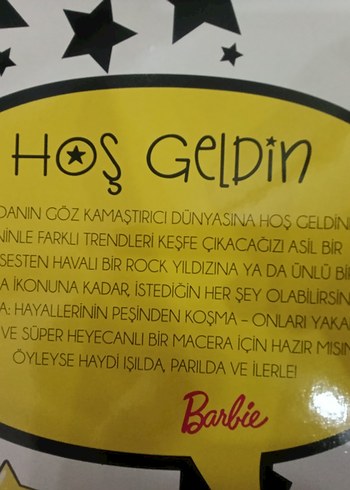 HOŞ GeLDin
DANIN GÖZ KAMAŞTIRICI DÜNYASINA HOŞ GELDİN
NİNLE FARKLI TRENDLERİ KEŞFE ÇIKACAĞIZ! ASİL BİR
SESTEN HAVALI BİR ROCK YILDIZINA YA DA ÜNLÜ BİR
A İKONUNA KADAR, İSTEDİĞİN HER ŞEY OLABİLİRSİN
A: HAYALLERİNİN PEŞİNDEN KOŞMA – ONLARI YAKA
VE SÜPER HEYECANLI BİR MACERA İÇİN HAZIR MISIN
ÖYLEYSE HAYDİ IŞILDA, PARILDA VE İLERLE!
Barbie